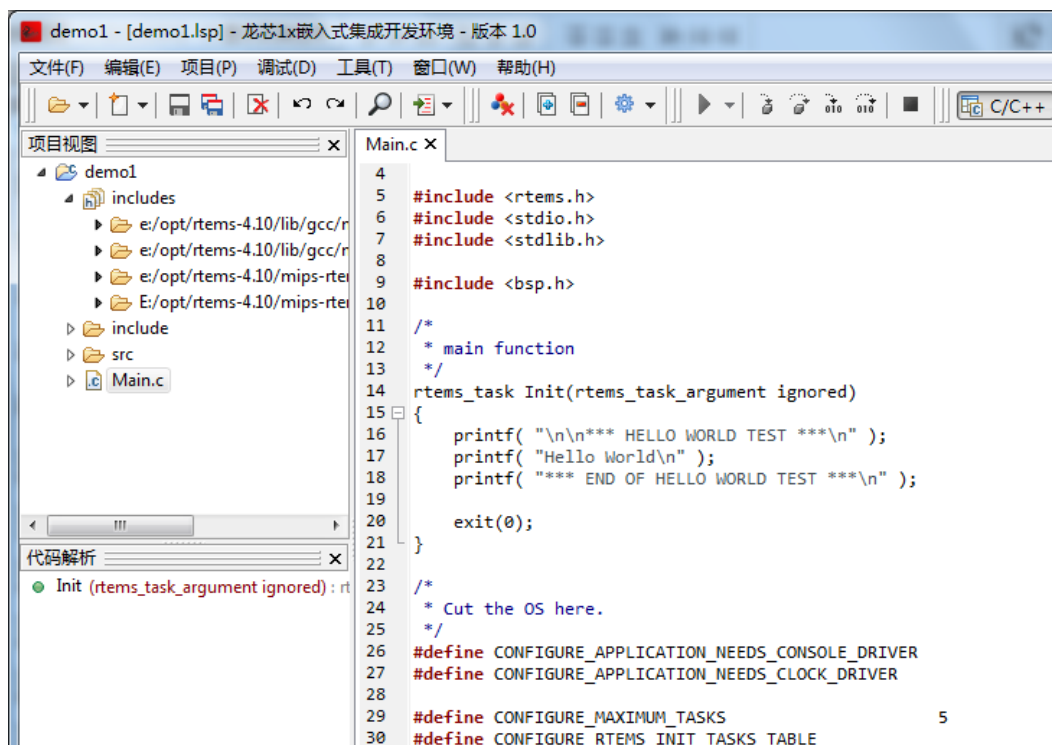 demo1 - [demo1.lsp] - 龙芯1x嵌入式集成开发环境 - 版本 1.0
文件(F) 编辑(E) 项目(P) 调试(D) 工具(T) 窗口(W) 帮助(H)
C/C++
项目视图
demo1
includes
e:/opt/rtems-4.10/lib/gcc/r
e:/opt/rtems-4.10/lib/gcc/r
e:/opt/rtems-4.10/mips-rter
E:/opt/rtems-4.10/mips-rter
include
src
Main.c
代码解析
Init (rtems_task_argument ignored) : rt
Main.c
4
5 #include <rtems.h>
6 #include <stdio.h>
7 #include <stdlib.h>
8
9 #include <bsp.h>
10
11 /*
12  * main function
13  */
14 rtems_task Init(rtems_task_argument ignored)
15 {
16     printf( "\n\n*** HELLO WORLD TEST ***\n" );
17     printf( "Hello World\n" );
18     printf( "*** END OF HELLO WORLD TEST ***\n" );
19
20     exit(0);
21 }
22
23 /*
24  * Cut the OS here.
25  */
26 #define CONFIGURE_APPLICATION_NEEDS_CONSOLE_DRIVER
27 #define CONFIGURE_APPLICATION_NEEDS_CLOCK_DRIVER
28
29 #define CONFIGURE_MAXIMUM_TASKS 5
30 #define CONFIGURE_RTEMS_INIT_TASKS_TABLE